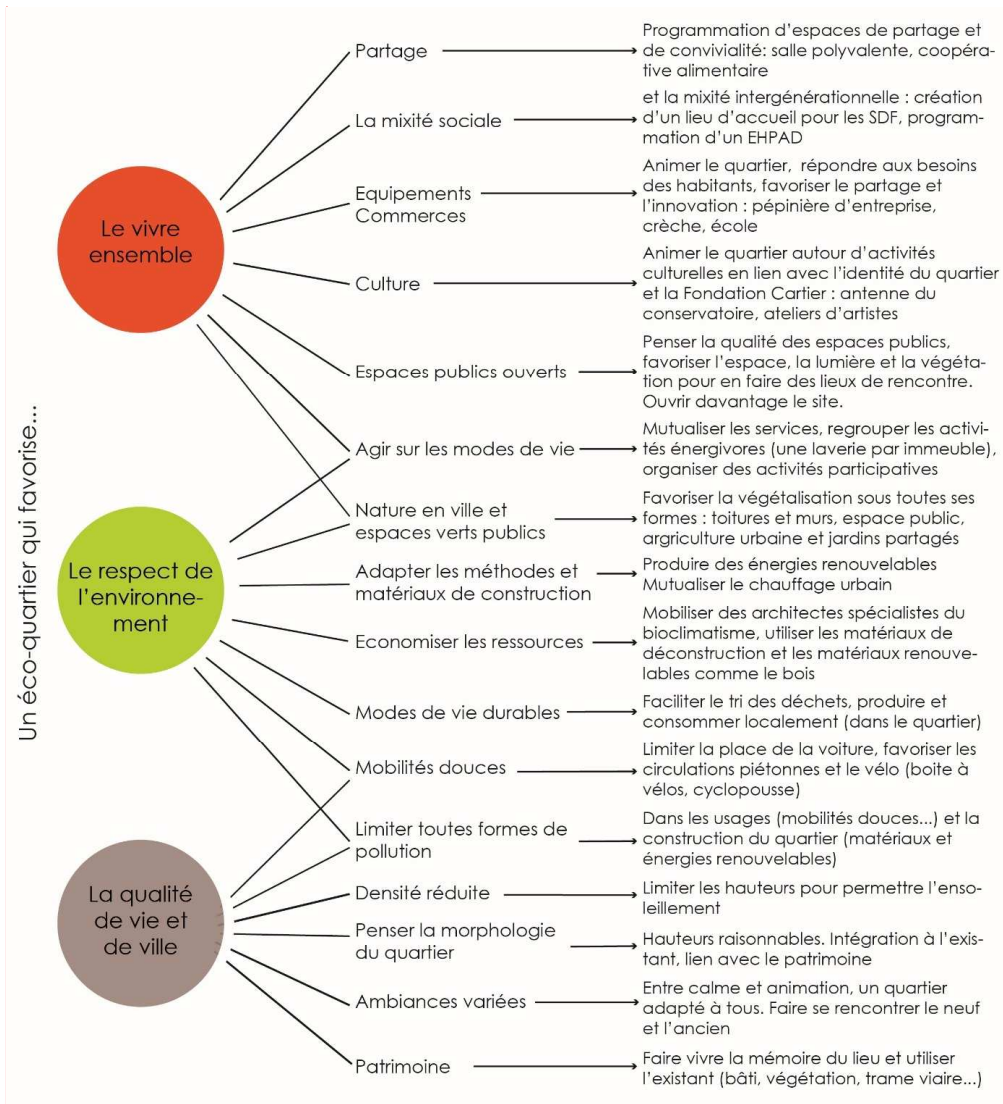 Un éco-quartier qui favorise...
Le vivre
ensemble
Le respect de
l'environne-
ment
La qualité
de vie et
de ville
Partage
Programmation d'espaces de partage et
de convivialité: salle polyvalente, coopéra-
tive alimentaire
La mixité sociale
et la mixité intergénérationnelle : création
d'un lieu d'accueil pour les SDF, program-
mation d'un EHPAD
Equipements
Commerces
Animer le quartier, répondre aux besoins
des habitants, favoriser le partage et
l'innovation : pépinière d'entreprise,
crèche, école
Culture
Animer le quartier autour d'activités
culturelles en lien avec l'identité du quartier
et la Fondation Cartier : antenne du
conservatoire, ateliers d'artistes
Espaces publics ouverts
Penser la qualité des espaces publics,
favoriser l'espace, la lumière et la végéta-
tion pour en faire des lieux de rencontre.
Ouvrir davantage le site.
Agir sur les modes de vie
Mutualiser les services, regrouper les activi-
tés énergivores (une laverie par immeuble),
organiser des activités participatives
Nature en ville et
espaces verts publics
Favoriser la végétalisation sous toutes ses
formes : toitures et murs, espace public,
argriculture urbaine et jardins partagés
Adapter les méthodes et
matériaux de construction
Produire des énergies renouvelables
Mutualiser le chauffage urbain
Economiser les ressources
Mobiliser des architectes spécialistes du
bioclimatisme, utiliser les matériaux de
déconstruction et les matériaux renouve-
lables comme le bois
Modes de vie durables
Faciliter le tri des déchets, produire et
consommer localement (dans le quartier)
Mobilités douces
Limiter la place de la voiture, favoriser les
circulations piétonnes et le vélo (boite à
vélos, cyclopousse)
Limiter toutes formes de
pollution
Dans les usages (mobilités douces...) et la
construction du quartier (matériaux et
énergies renouvelables)
Densité réduite
Limiter les hauteurs pour permettre l'enso-
leillement
Penser la morphologie
du quartier
Hauteurs raisonnables. Intégration à l'exis-
tant, lien avec le patrimoine
Ambiances variées
Entre calme et animation, un quartier
adapté à tous. Faire se rencontrer le neuf
et l'ancien
Patrimoine
Faire vivre la mémoire du lieu et utiliser
l'existant (bâti, végétation, trame viaire...)